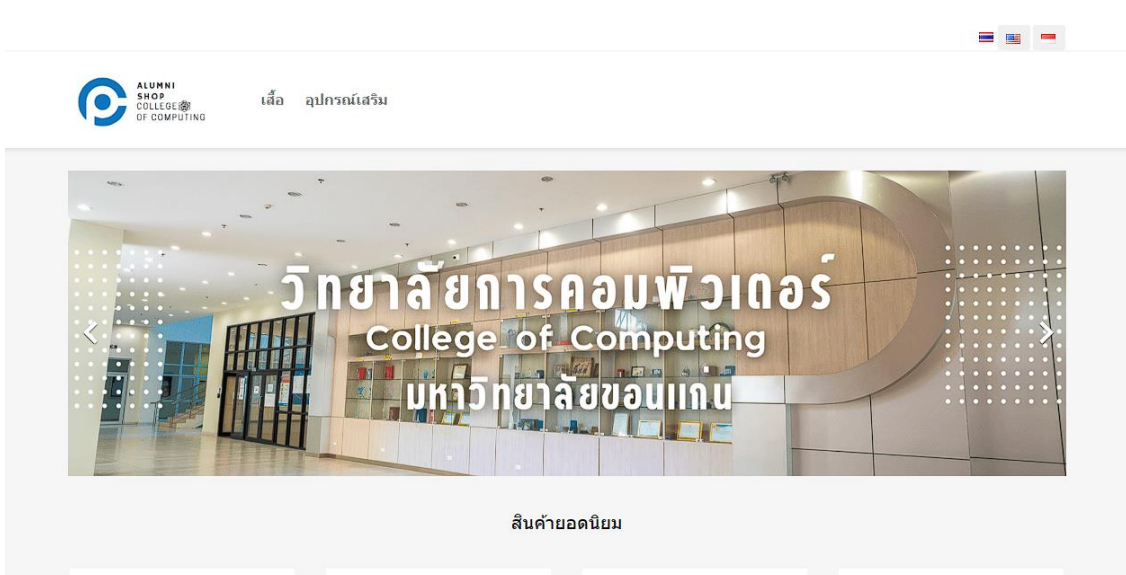 ALUMNI
SHOP
COLLEGE
OF COMPUTING
เสื้อ อุปกรณ์เสริม
วิทยาลัยการคอมพิวเตอร์
College of Computing
มหาวิทยาลัยขอนแก่น
สินค้ายอดนิยม